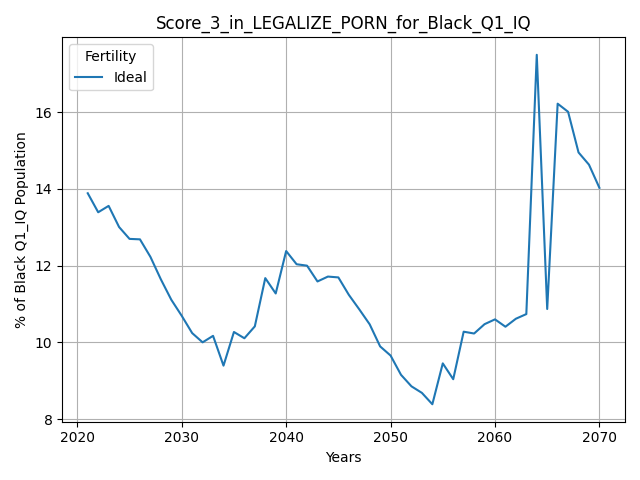 Score_3_in_LEGALIZE_PORN_for_Black_Q1_IQ
Fertility
Ideal
% of Black Q1_IQ Population
16
14
12
10
8
2020 2030 2040 2050 2060 2070
Years